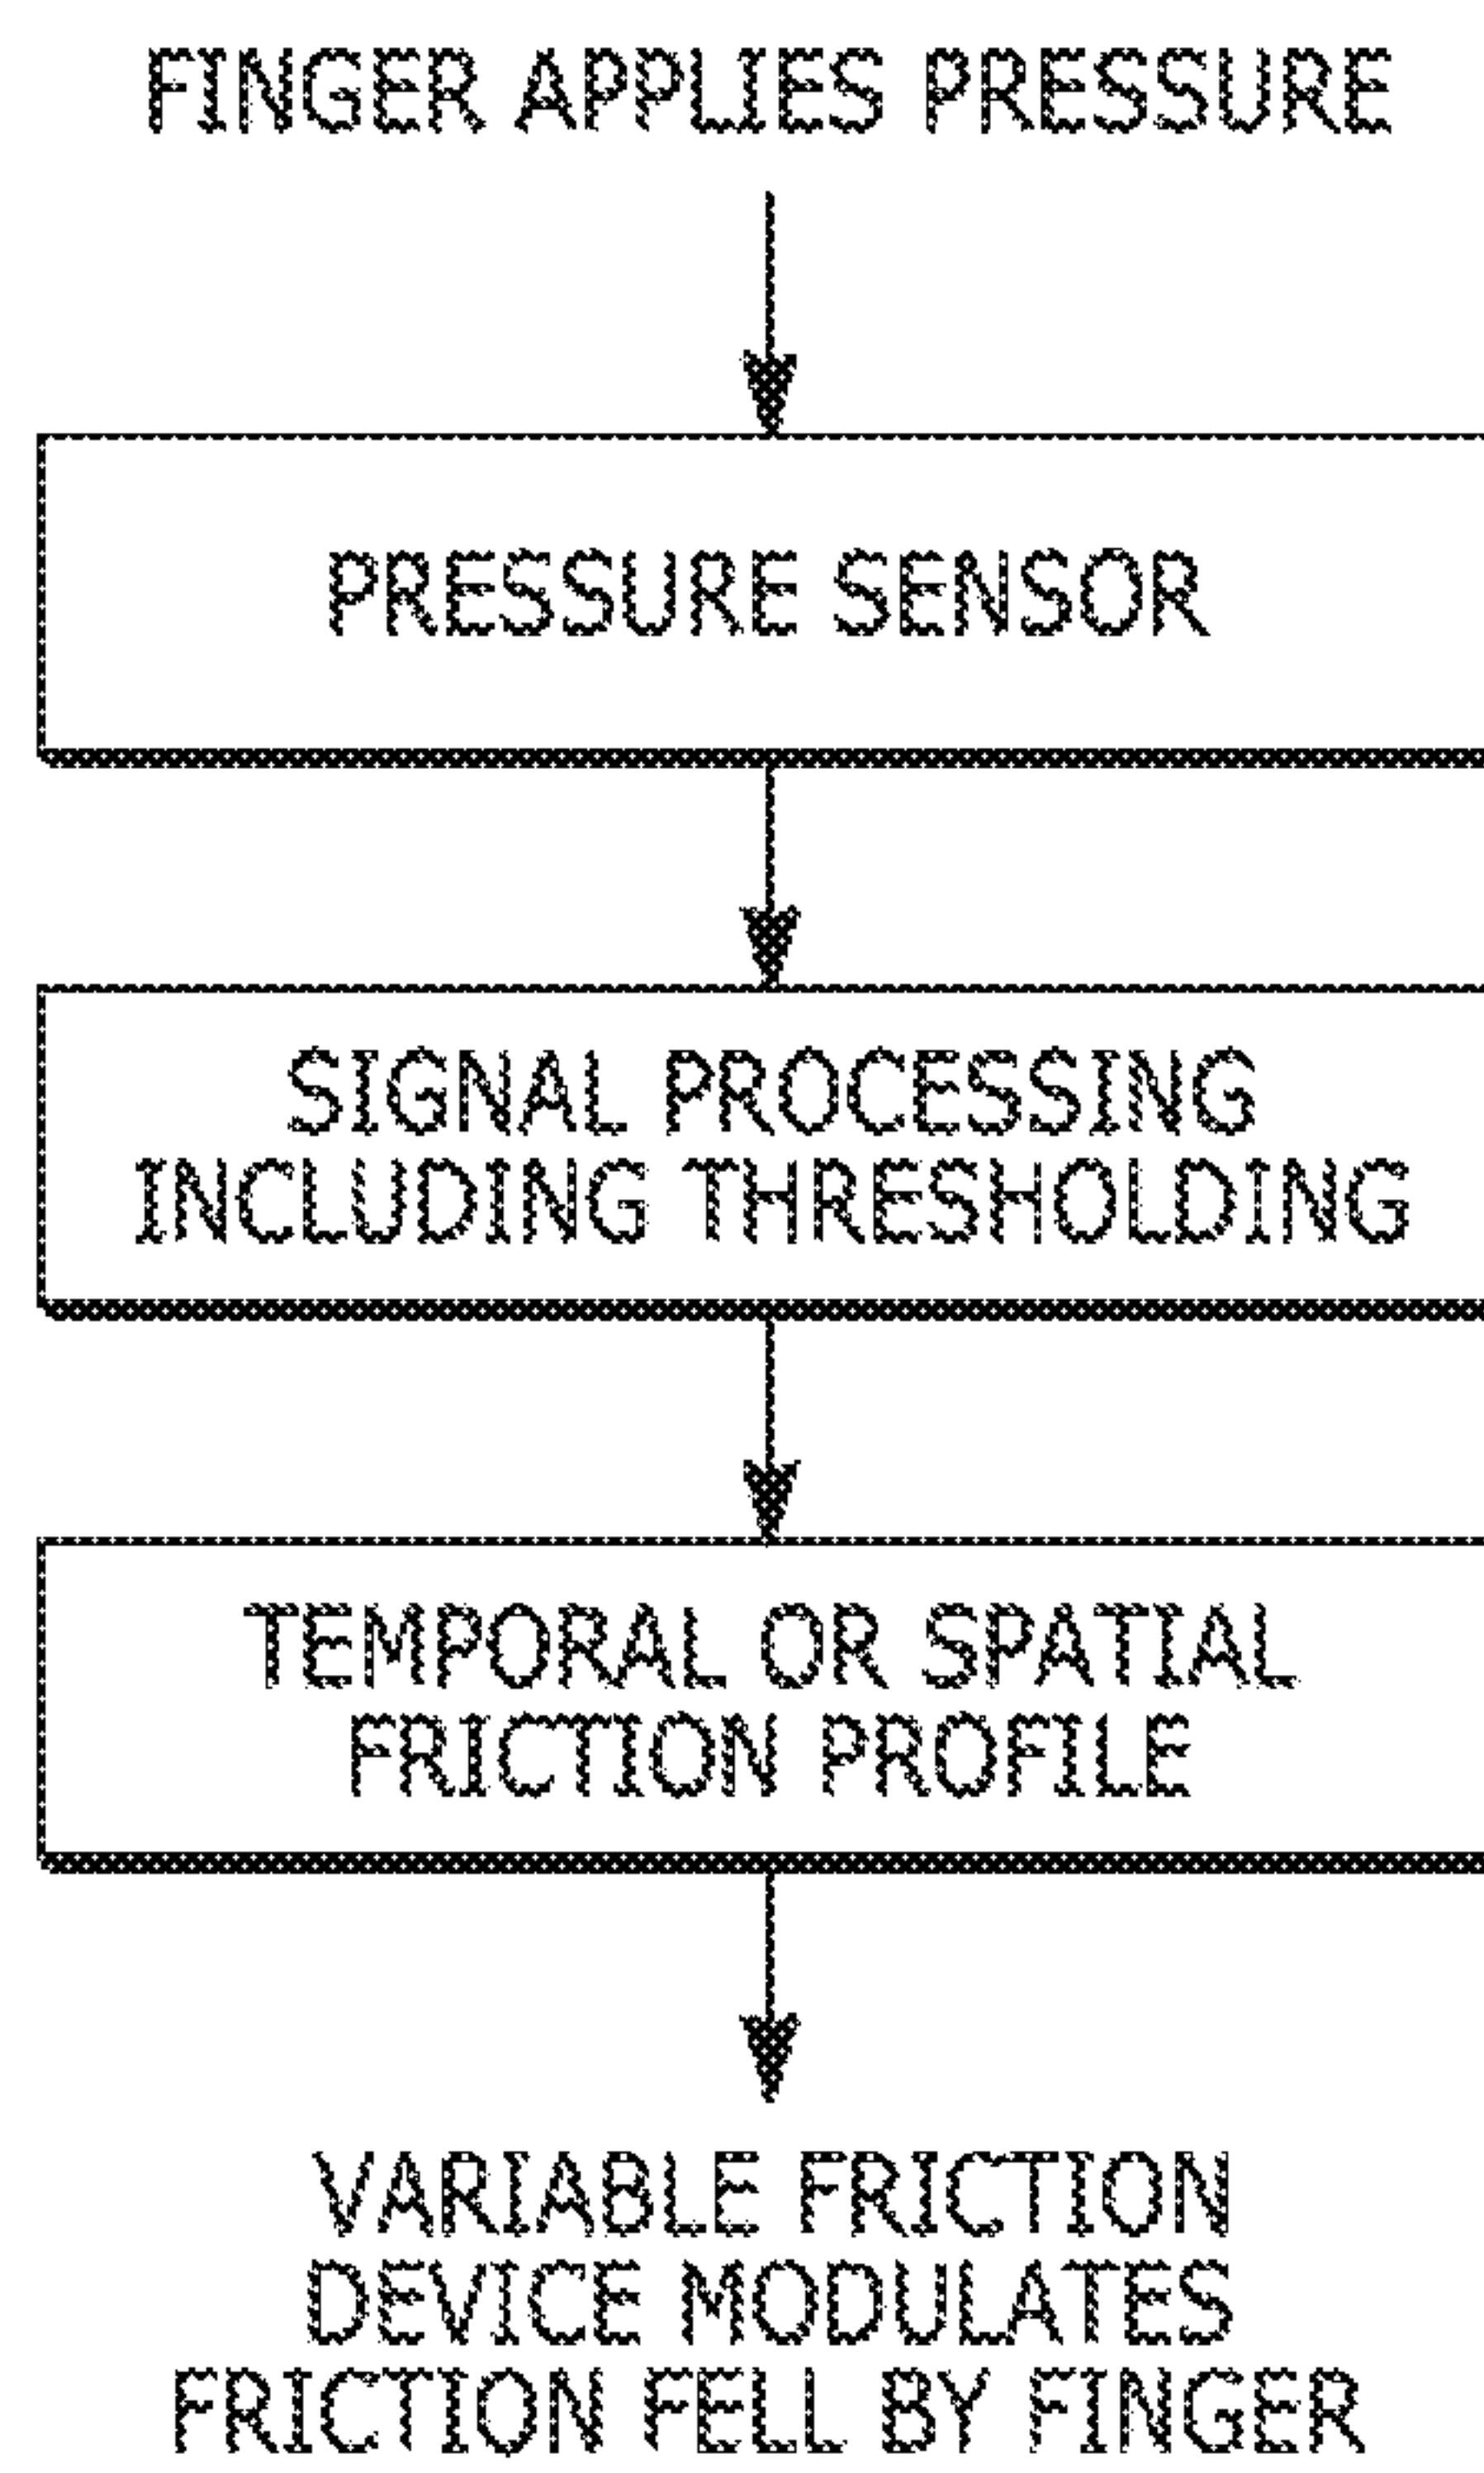 FINGER APPLIES PRESSURE
PRESSURE SENSOR
SIGNAL PROCESSING
INCLUDING THRESHOLDING
TEMPORAL OR SPATIAL
FRICTION PROFILE
VARIABLE FRICTION
DEVICE MODULATES
FRICTION FELL BY FINGER